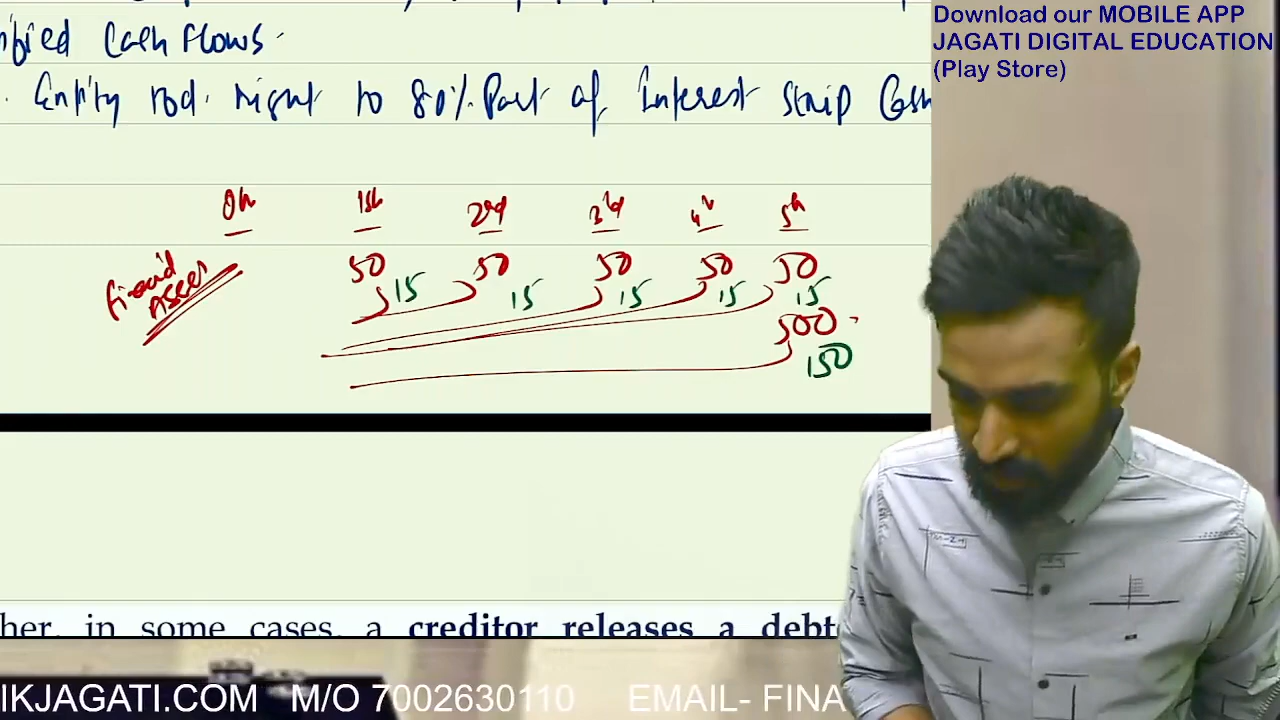 Download our MOBILE APP
JAGATI DIGITAL EDUCATION
(Play Store)
Cash Flows.
Entity rod. right to 80% Part of Interest strip Cash
0th 1st 2nd 3rd 4th 5th
50 50 50 50 50
15 15 15 15 15
Asset
500
150
her, in some cases, a creditor releases a debt
IKJAGATI.COM M/O 7002630110 EMAIL- FINA